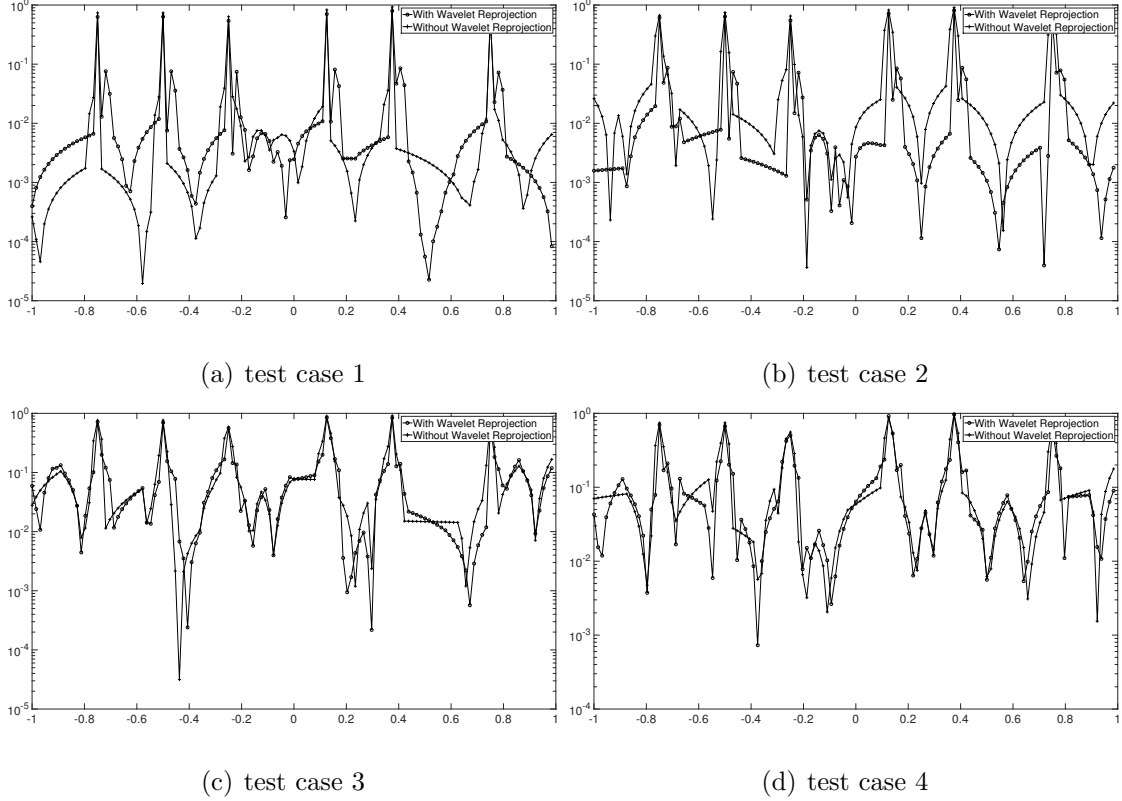 10^0
10^-1
10^-2
10^-3
10^-4
10^-5
-1 -0.8 -0.6 -0.4 -0.2 0 0.2 0.4 0.6 0.8 1
With Wavelet Reprojection
Without Wavelet Reprojection
(a) test case 1
10^0
10^-1
10^-2
10^-3
10^-4
10^-5
-1 -0.8 -0.6 -0.4 -0.2 0 0.2 0.4 0.6 0.8 1
With Wavelet Reprojection
Without Wavelet Reprojection
(b) test case 2
10^0
10^-1
10^-2
10^-3
10^-4
10^-5
-1 -0.8 -0.6 -0.4 -0.2 0 0.2 0.4 0.6 0.8 1
With Wavelet Reprojection
Without Wavelet Reprojection
(c) test case 3
10^0
10^-1
10^-2
10^-3
10^-4
-1 -0.8 -0.6 -0.4 -0.2 0 0.2 0.4 0.6 0.8 1
With Wavelet Reprojection
Without Wavelet Reprojection
(d) test case 4